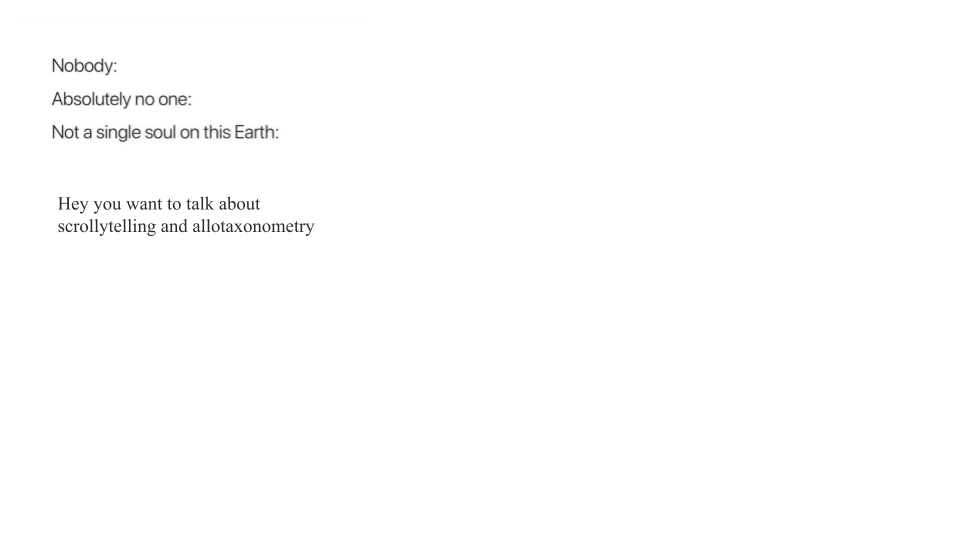 Nobody:
Absolutely no one:
Not a single soul on this Earth:
Hey you want to talk about
scrollytelling and allotaxonometry